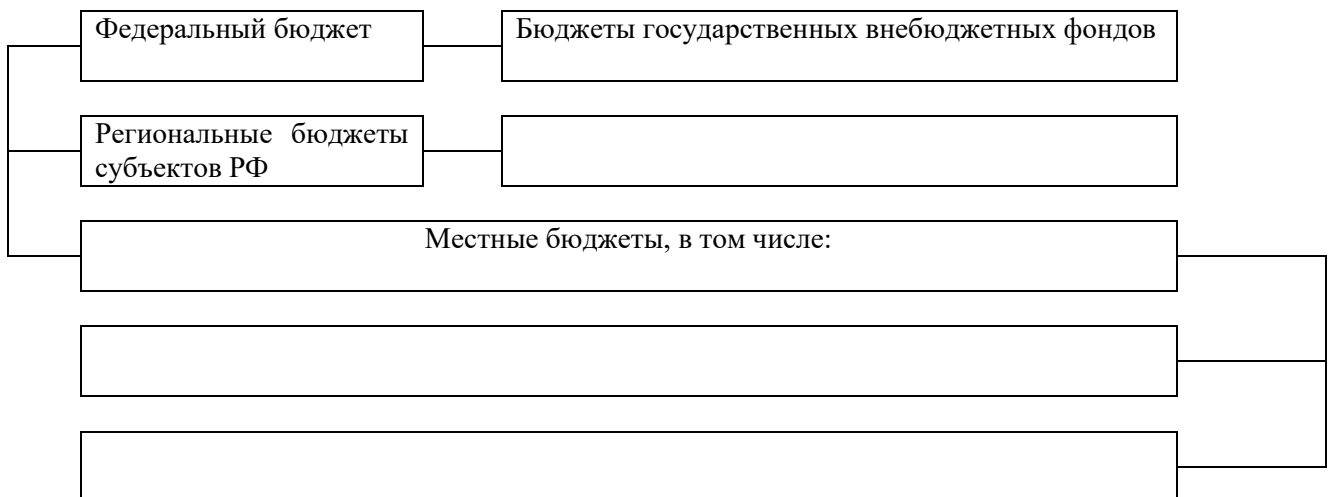 Федеральный бюджет
Бюджеты государственных внебюджетных фондов
Региональные бюджеты
субъектов РФ
Местные бюджеты, в том числе: